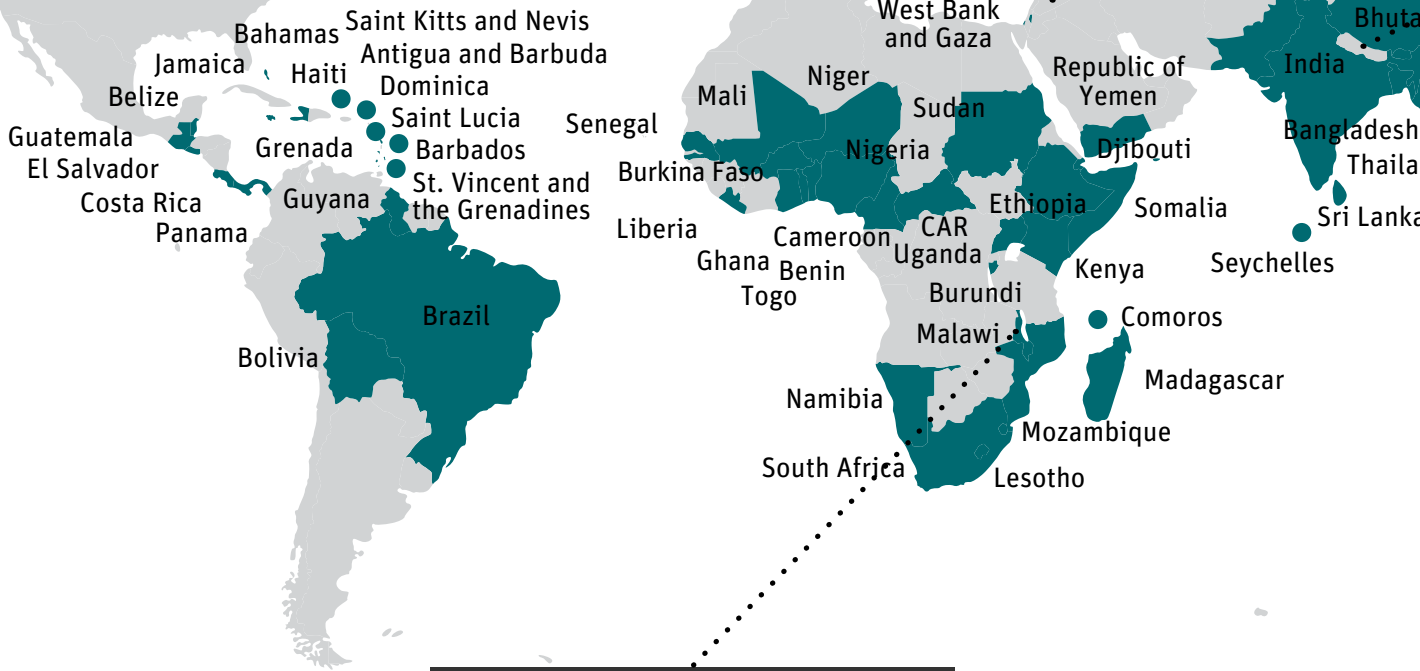 Saint Kitts and Nevis
Bahamas
Antigua and Barbuda
Jamaica
Haiti
Dominica
Belize
Saint Lucia
Guatemala
Grenada
Barbados
El Salvador
St. Vincent and
the Grenadines
Costa Rica
Guyana
Panama
Brazil
Bolivia
West Bank
and Gaza
Niger
Mali
Sudan
Senegal
Nigeria
Burkina Faso
Ethiopia
Liberia
Cameroon
CAR
Uganda
Ghana
Benin
Togo
Burundi
Malawi
Namibia
South Africa
Republic of
Yemen
Djibouti
Somalia
Kenya
Comoros
Madagascar
Mozambique
Lesotho
Bhuta
India
Bangladesh
Thaila
Sri Lanka
Seychelles